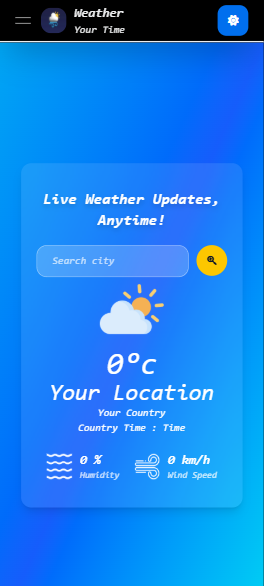 Weather
Your Time
Live Weather Updates,
Anytime!
Search city
0°c
Your Location
Your Country
Country Time : Time
0 %
Humidity
0 km/h
Wind Speed